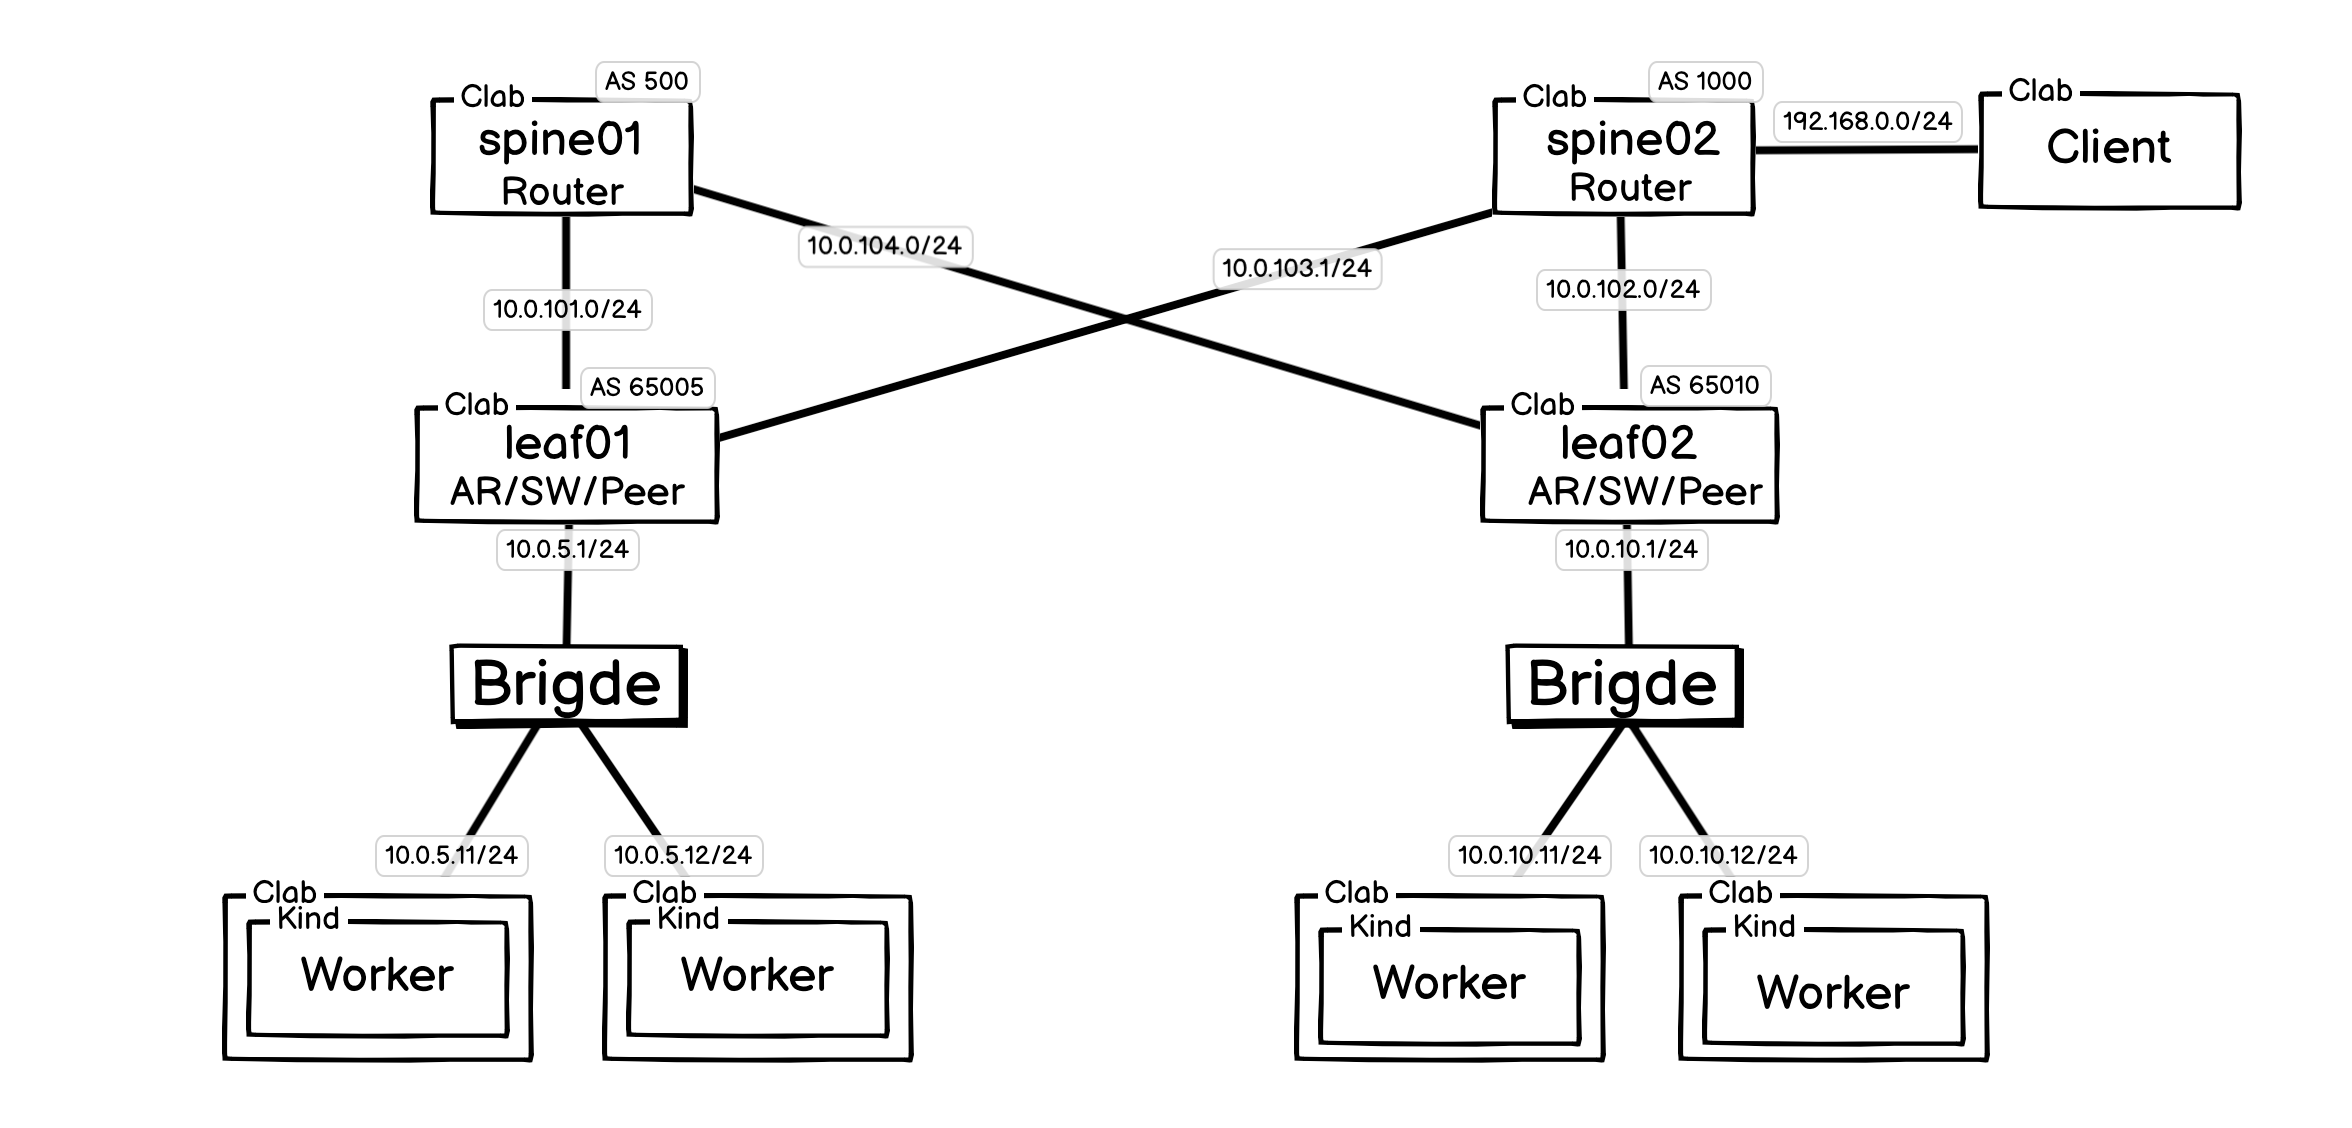 AS 500
Clab
spine01
Router
AS 1000
Clab
spine02
Router
192.168.0.0/24
Clab
Client
10.0.104.0/24
10.0.103.1/24
10.0.101.0/24
10.0.102.0/24
AS 65005
Clab
leaf01
AR/SW/Peer
AS 65010
Clab
leaf02
AR/SW/Peer
10.0.5.1/24
10.0.10.1/24
Brigde
Brigde
10.0.5.11/24
10.0.5.12/24
10.0.10.11/24
10.0.10.12/24
Clab
Kind
Worker
Clab
Kind
Worker
Clab
Kind
Worker
Clab
Kind
Worker